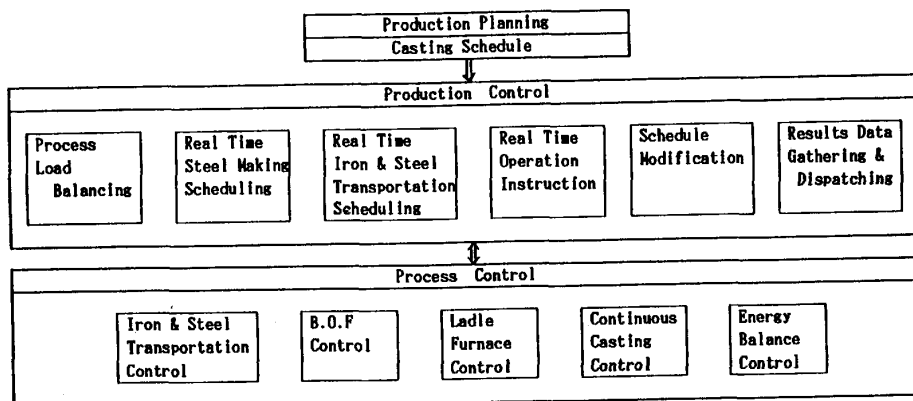 Production Planning
Casting Schedule
Production Control
Process
Load
Balancing
Real Time
Steel Making
Scheduling
Real Time
Iron & Steel
Transportation
Scheduling
Real Time
Operation
Instruction
Schedule
Modification
Results Data
Gathering &
Dispatching
Process Control
Iron & Steel
Transportation
Control
B.O.F
Control
Ladle
Furnace
Control
Continuous
Casting
Control
Energy
Balance
Control